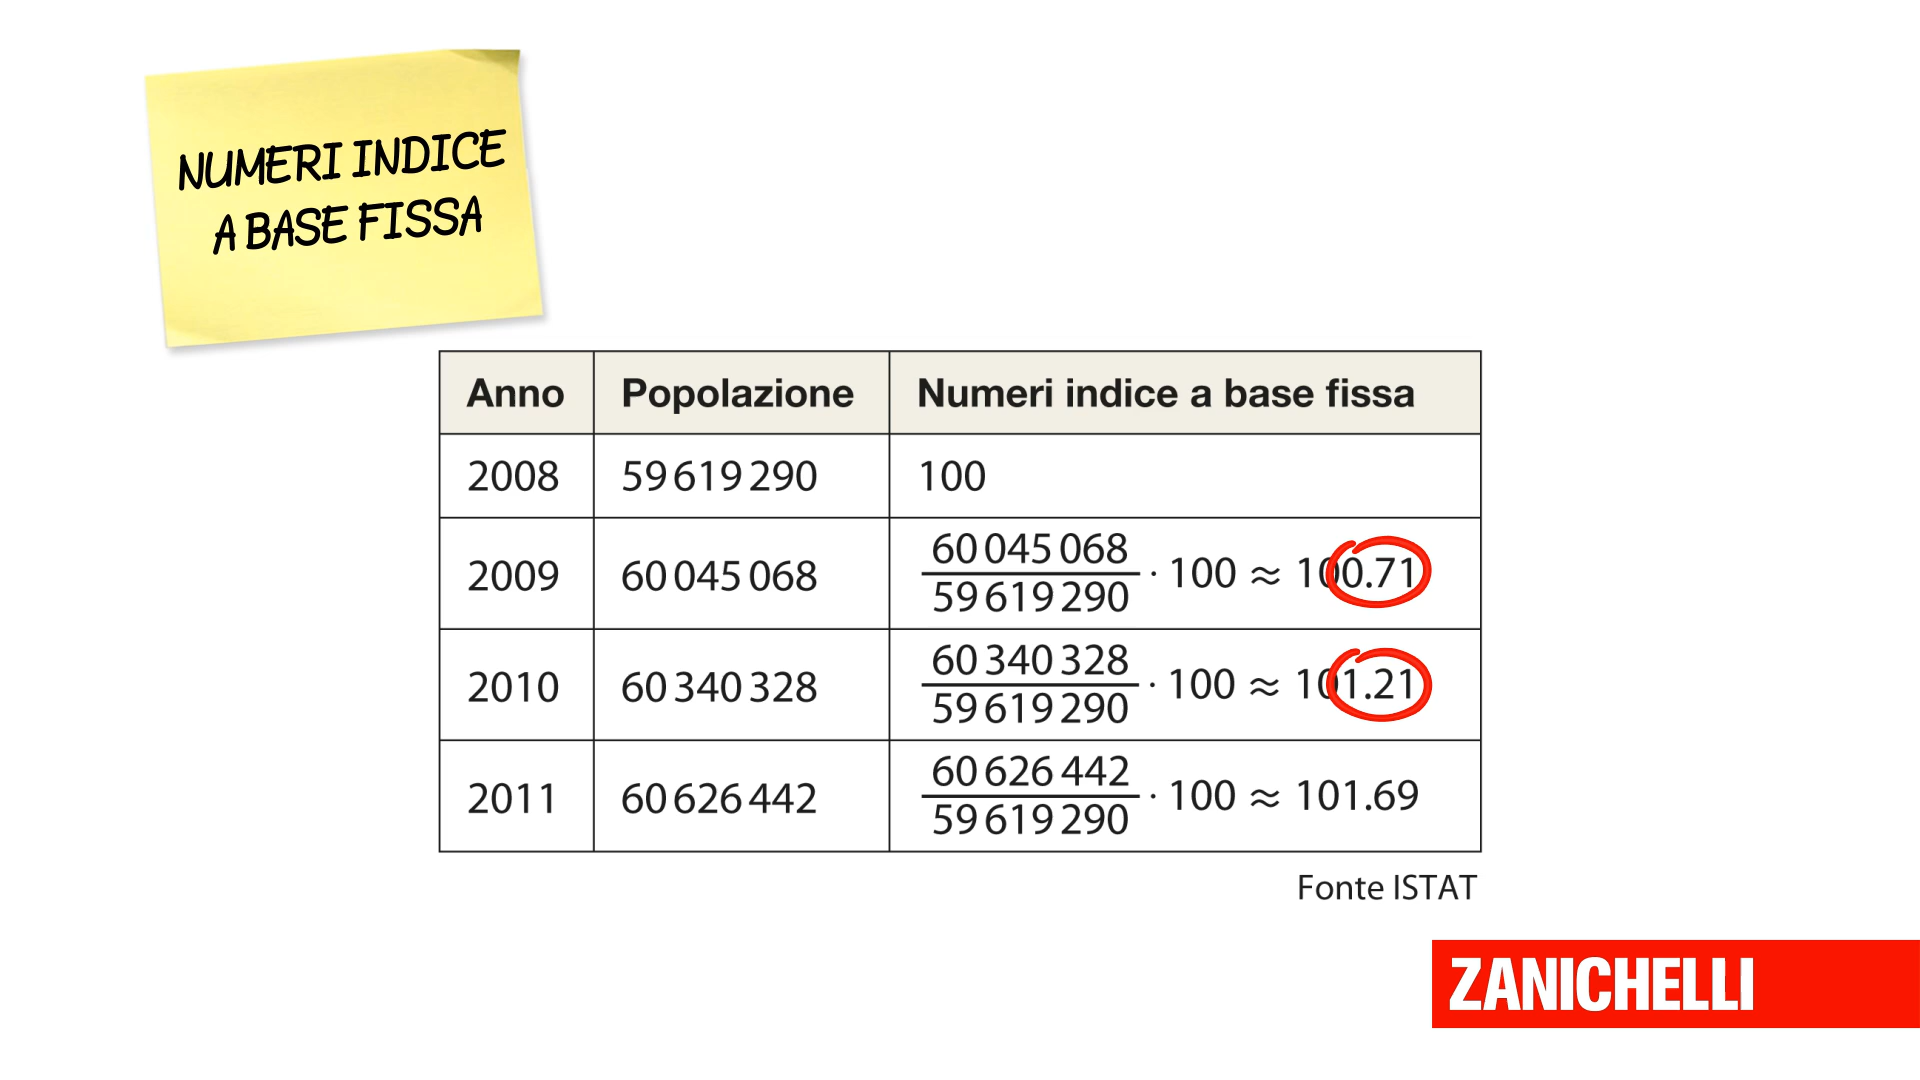 NUMERI INDICE
A BASE FISSA
Anno Popolazione Numeri indice a base fissa
2008 59 619 290 100
2009 60 045 068 60 045 068 / 59 619 290 · 100 ≈ 100.71
2010 60 340 328 60 340 328 / 59 619 290 · 100 ≈ 101.21
2011 60 626 442 60 626 442 / 59 619 290 · 100 ≈ 101.69
Fonte ISTAT
ZANICHELLI